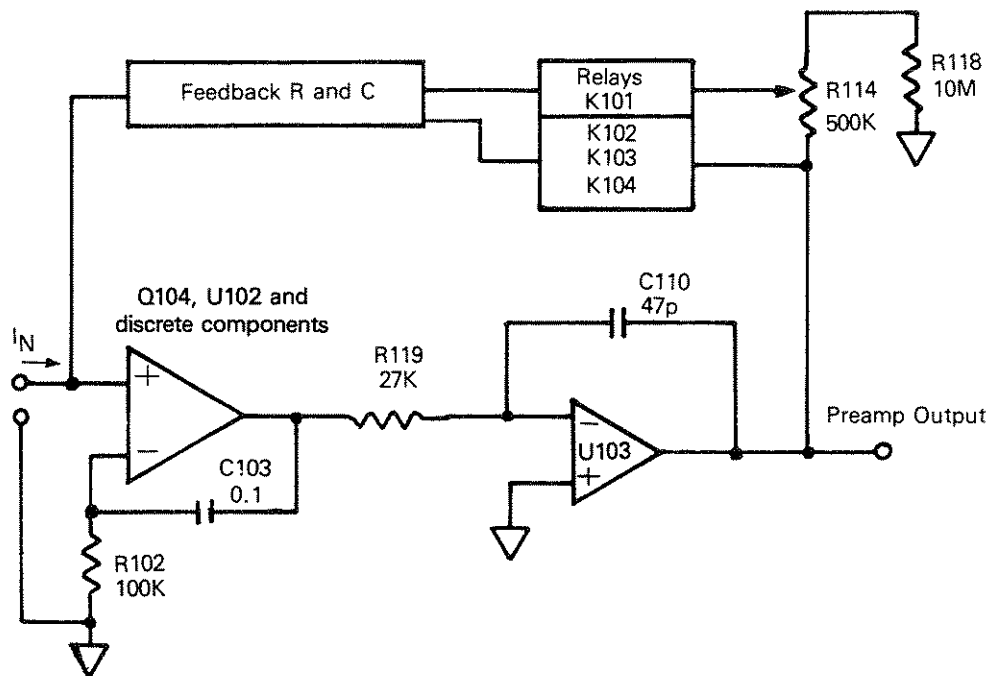 Feedback R and C
Relays
K101
K102
K103
K104
R114
500K
R118
10M
Q104, U102 and
discrete components
IN
+
−
C103
0.1
R102
100K
R119
27K
C110
47p
−
U103
+
Preamp Output